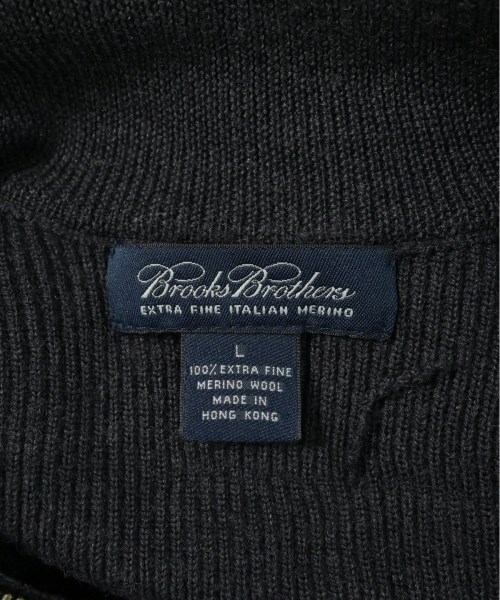 Brooks Brothers
EXTRA FINE ITALIAN MERINO
L
100% EXTRA FINE
MERINO WOOL
MADE IN
HONG KONG